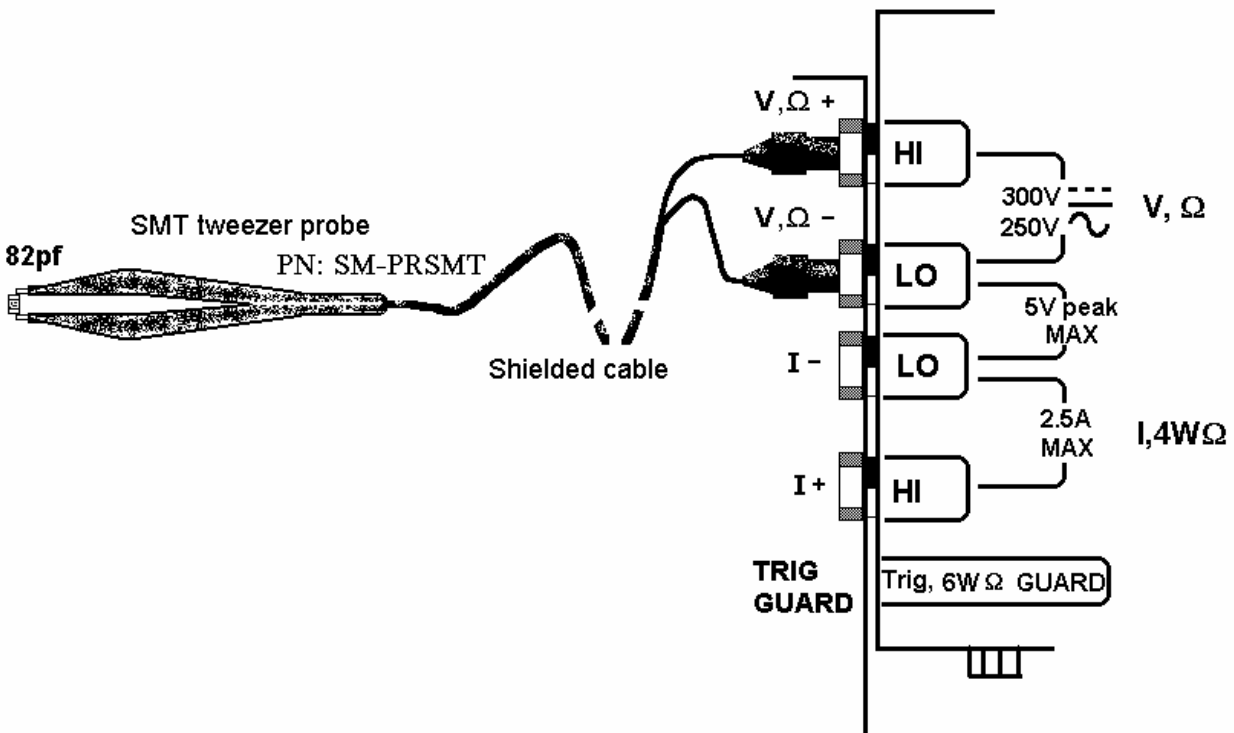 V,Ω +
HI
300V
250V
V, Ω
SMT tweezer probe
82pf
PN: SM-PRSMT
V,Ω −
LO
5V peak
MAX
Shielded cable
I −
LO
2.5A
MAX
I,4WΩ
I +
HI
TRIG
GUARD
Trig, 6W Ω GUARD